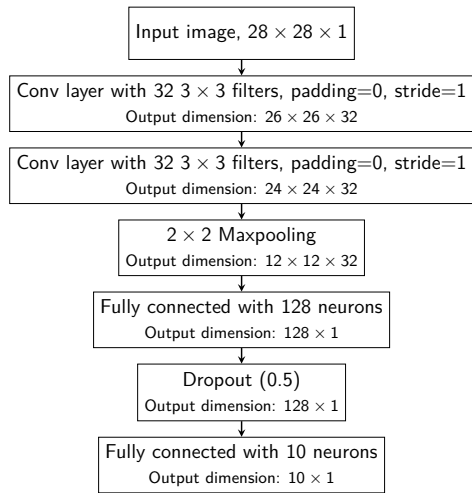 Input image, 28 × 28 × 1
Conv layer with 32 3 × 3 filters, padding=0, stride=1
Output dimension: 26 × 26 × 32
Conv layer with 32 3 × 3 filters, padding=0, stride=1
Output dimension: 24 × 24 × 32
2 × 2 Maxpooling
Output dimension: 12 × 12 × 32
Fully connected with 128 neurons
Output dimension: 128 × 1
Dropout (0.5)
Output dimension: 128 × 1
Fully connected with 10 neurons
Output dimension: 10 × 1